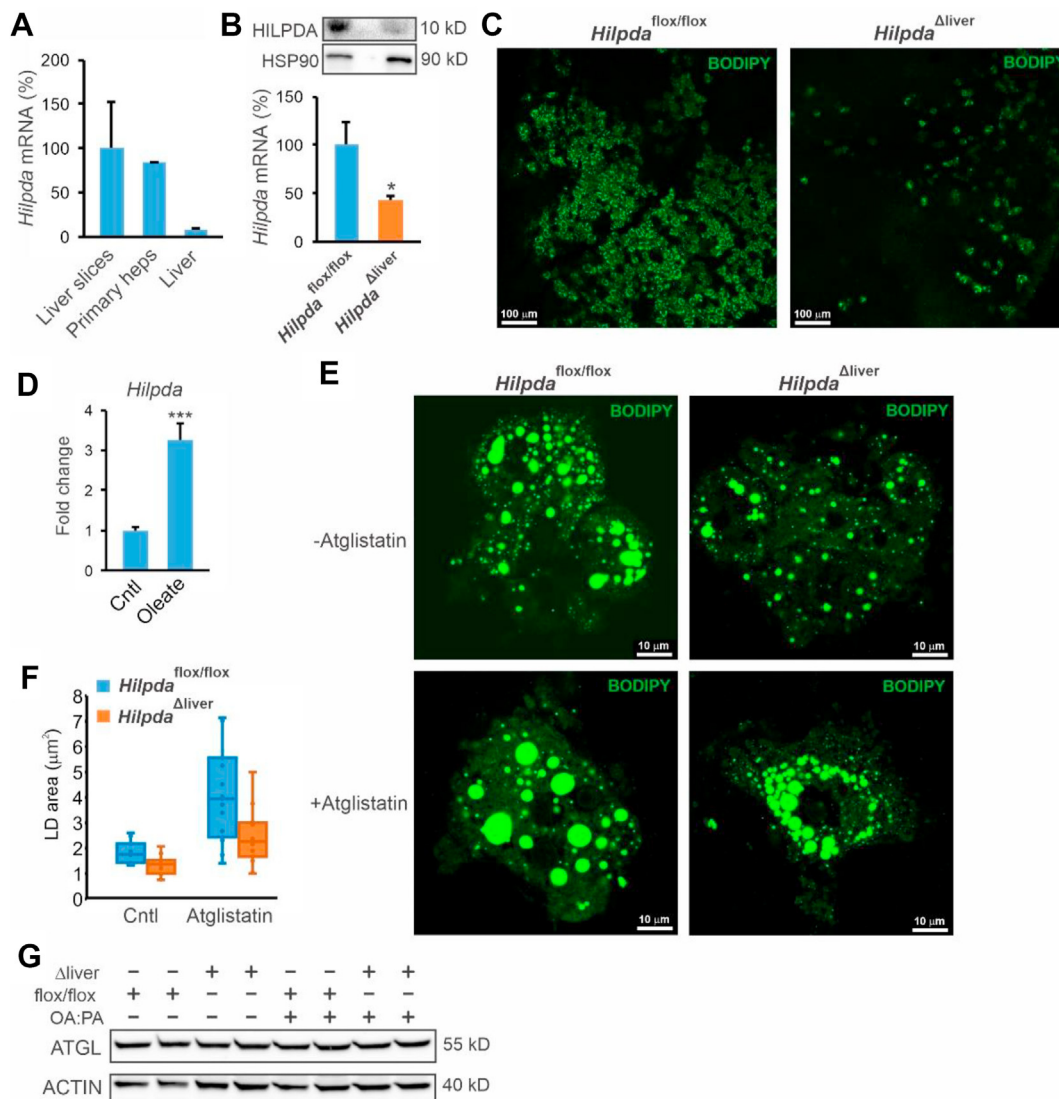 A
Hilpda mRNA (%)
200
150
100
50
0
Liver slices
Primary heps
Liver
B
HILPDA
10 kD
HSP90
90 kD
Hilpda mRNA (%)
150
100
50
0
*
Hilpda flox/flox
Hilpda Δliver
C
Hilpda flox/flox
Hilpda Δliver
BODIPY
BODIPY
100 μm
100 μm
D
Hilpda
Fold change
4
3
2
1
0
***
Cntl
Oleate
E
Hilpda flox/flox
Hilpda Δliver
-Atglistatin
BODIPY
BODIPY
10 μm
10 μm
+Atglistatin
BODIPY
BODIPY
10 μm
10 μm
F
Hilpda flox/flox
Hilpda Δliver
LD area (μm²)
8
7
6
5
4
3
2
1
0
Cntl
Atglistatin
G
Δliver − − + + − − + +
flox/flox + + − − + + − −
OA:PA − − − − + + + +
ATGL
55 kD
ACTIN
40 kD